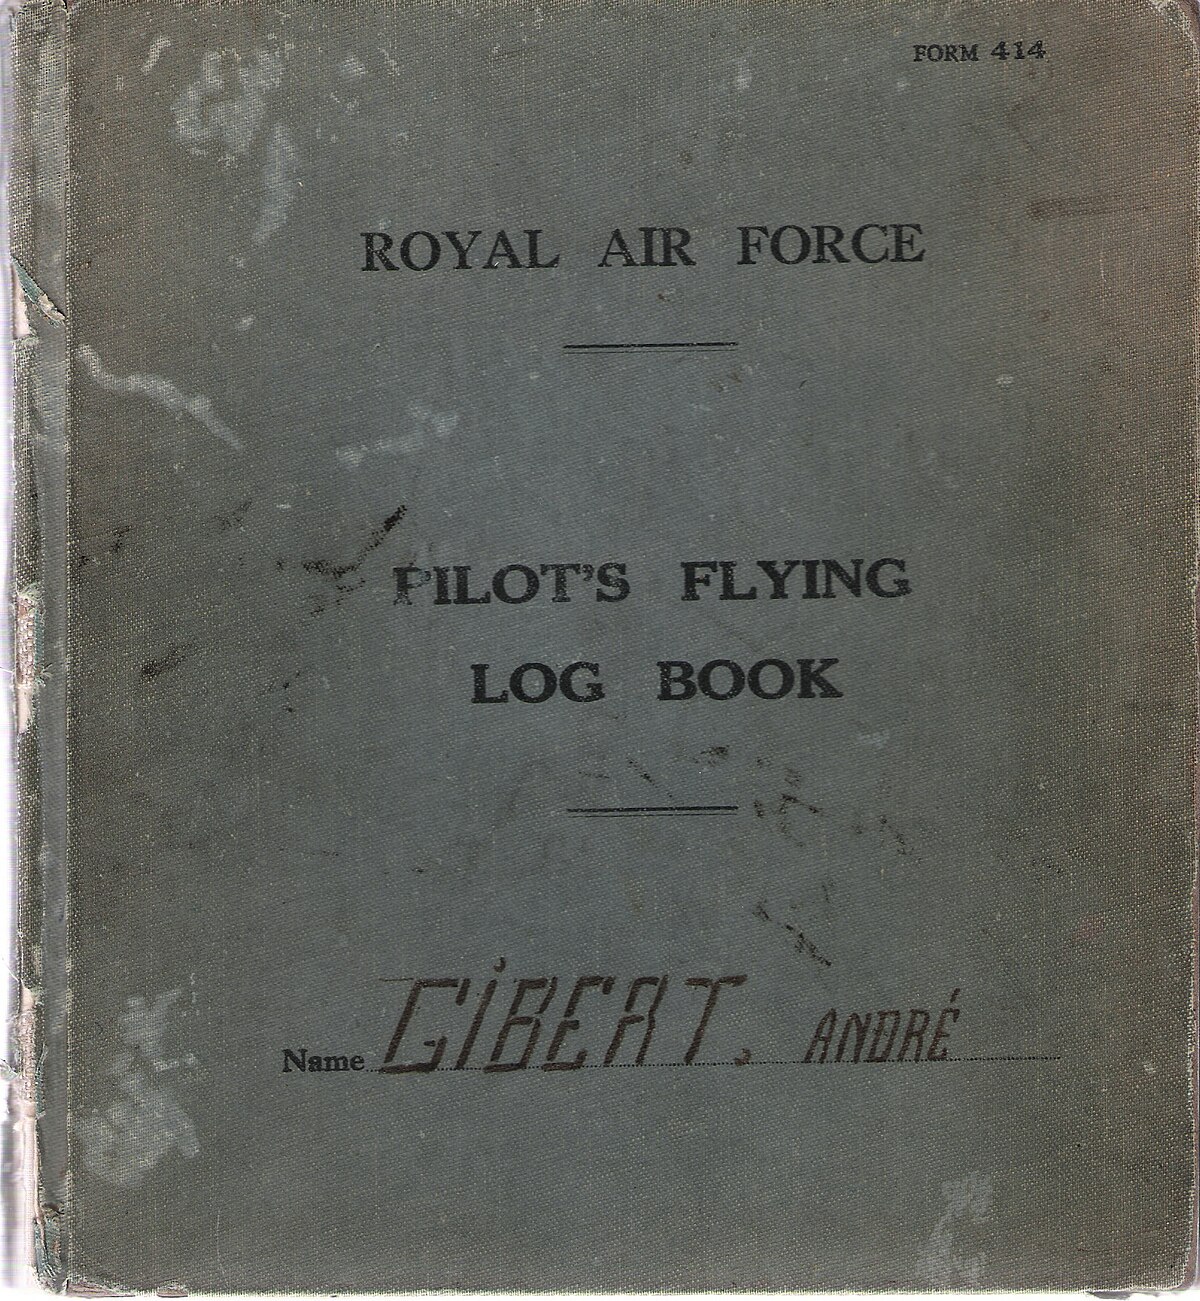 FORM 414
ROYAL AIR FORCE
PILOT'S FLYING
LOG BOOK
Name GIBERT. ANDRÉ